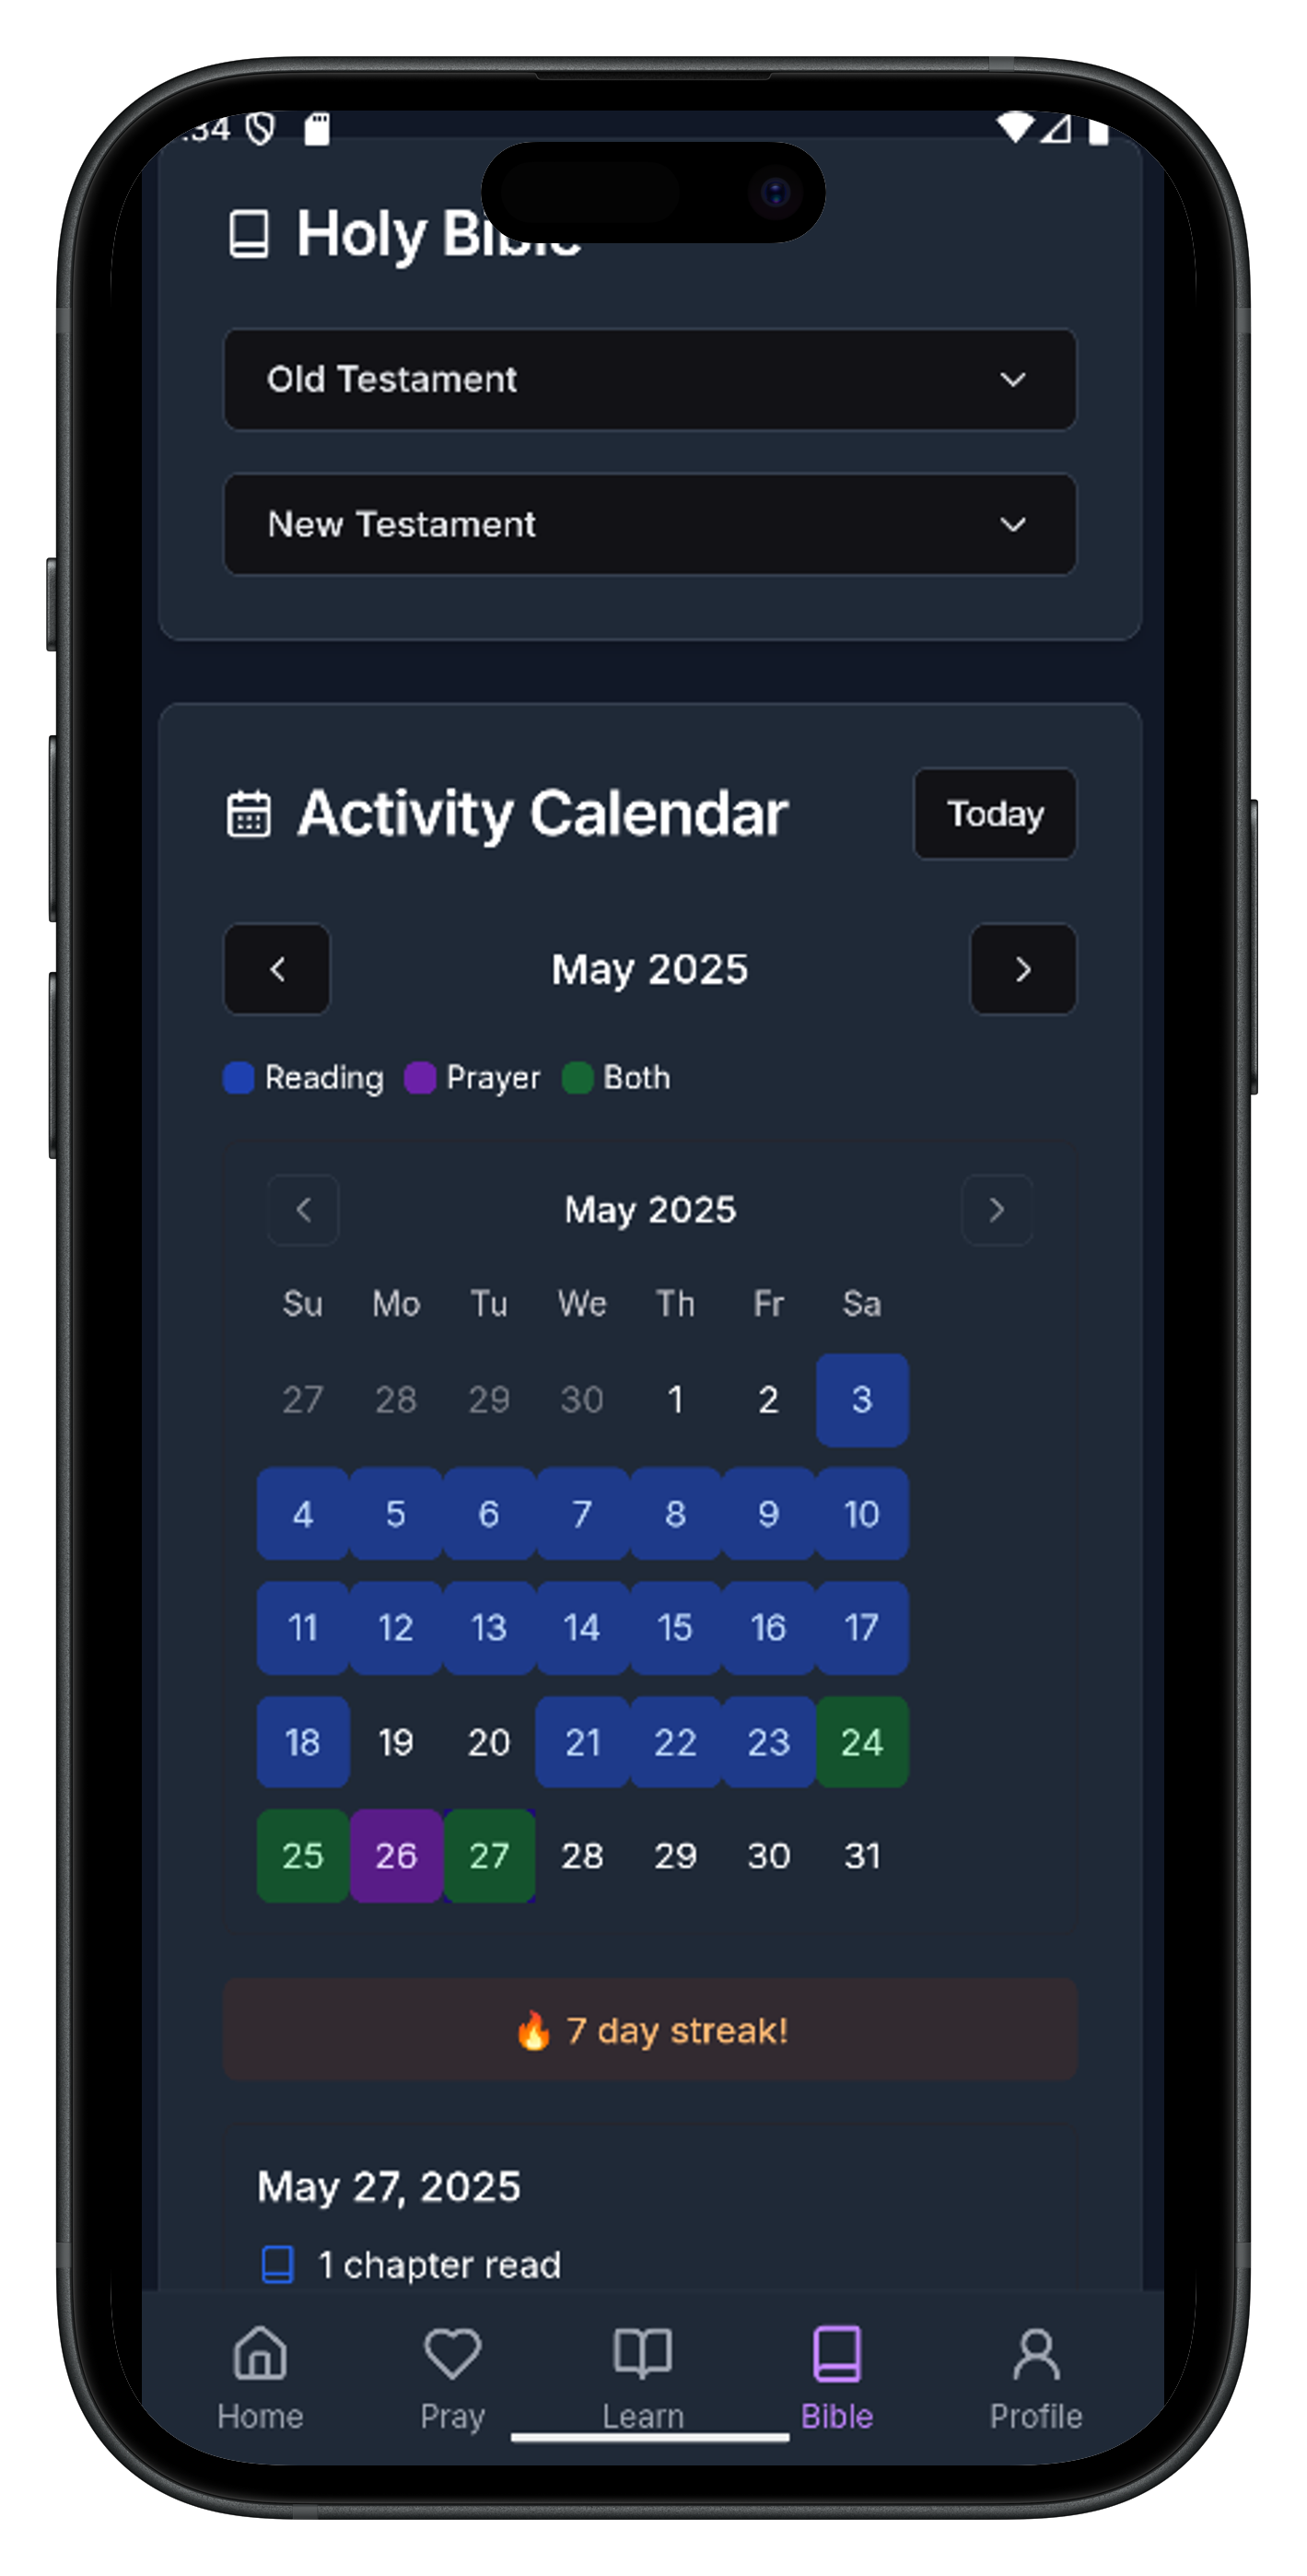 :34
Holy Bible
Old Testament
New Testament
Activity Calendar
Today
May 2025
Reading Prayer Both
May 2025
Su Mo Tu We Th Fr Sa
27 28 29 30 1 2 3
4 5 6 7 8 9 10
11 12 13 14 15 16 17
18 19 20 21 22 23 24
25 26 27 28 29 30 31
🔥 7 day streak!
May 27, 2025
1 chapter read
Home Pray Learn Bible Profile